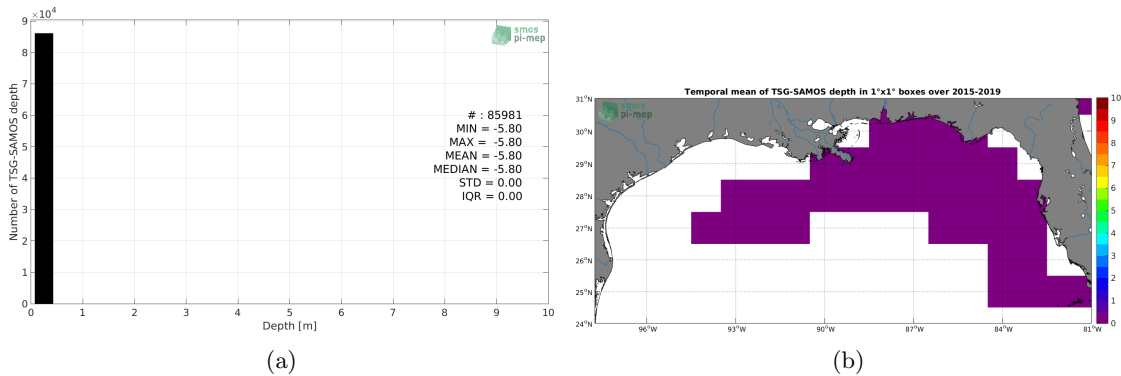 ×10⁴
9
8
7
6
5
4
3
2
1
0
Number of TSG-SAMOS depth
smos
pi-mep
# : 85981
MIN = -5.80
MAX = -5.80
MEAN = -5.80
MEDIAN = -5.80
STD = 0.00
IQR = 0.00
0 1 2 3 4 5 6 7 8 9 10
Depth [m]
(a)
Temporal mean of TSG-SAMOS depth in 1°x1° boxes over 2015-2019
smos
pi-mep
31°N
30°N
29°N
28°N
27°N
26°N
25°N
24°N
96°W 93°W 90°W 87°W 84°W 81°W
10
9
8
7
6
5
4
3
2
1
0
(b)